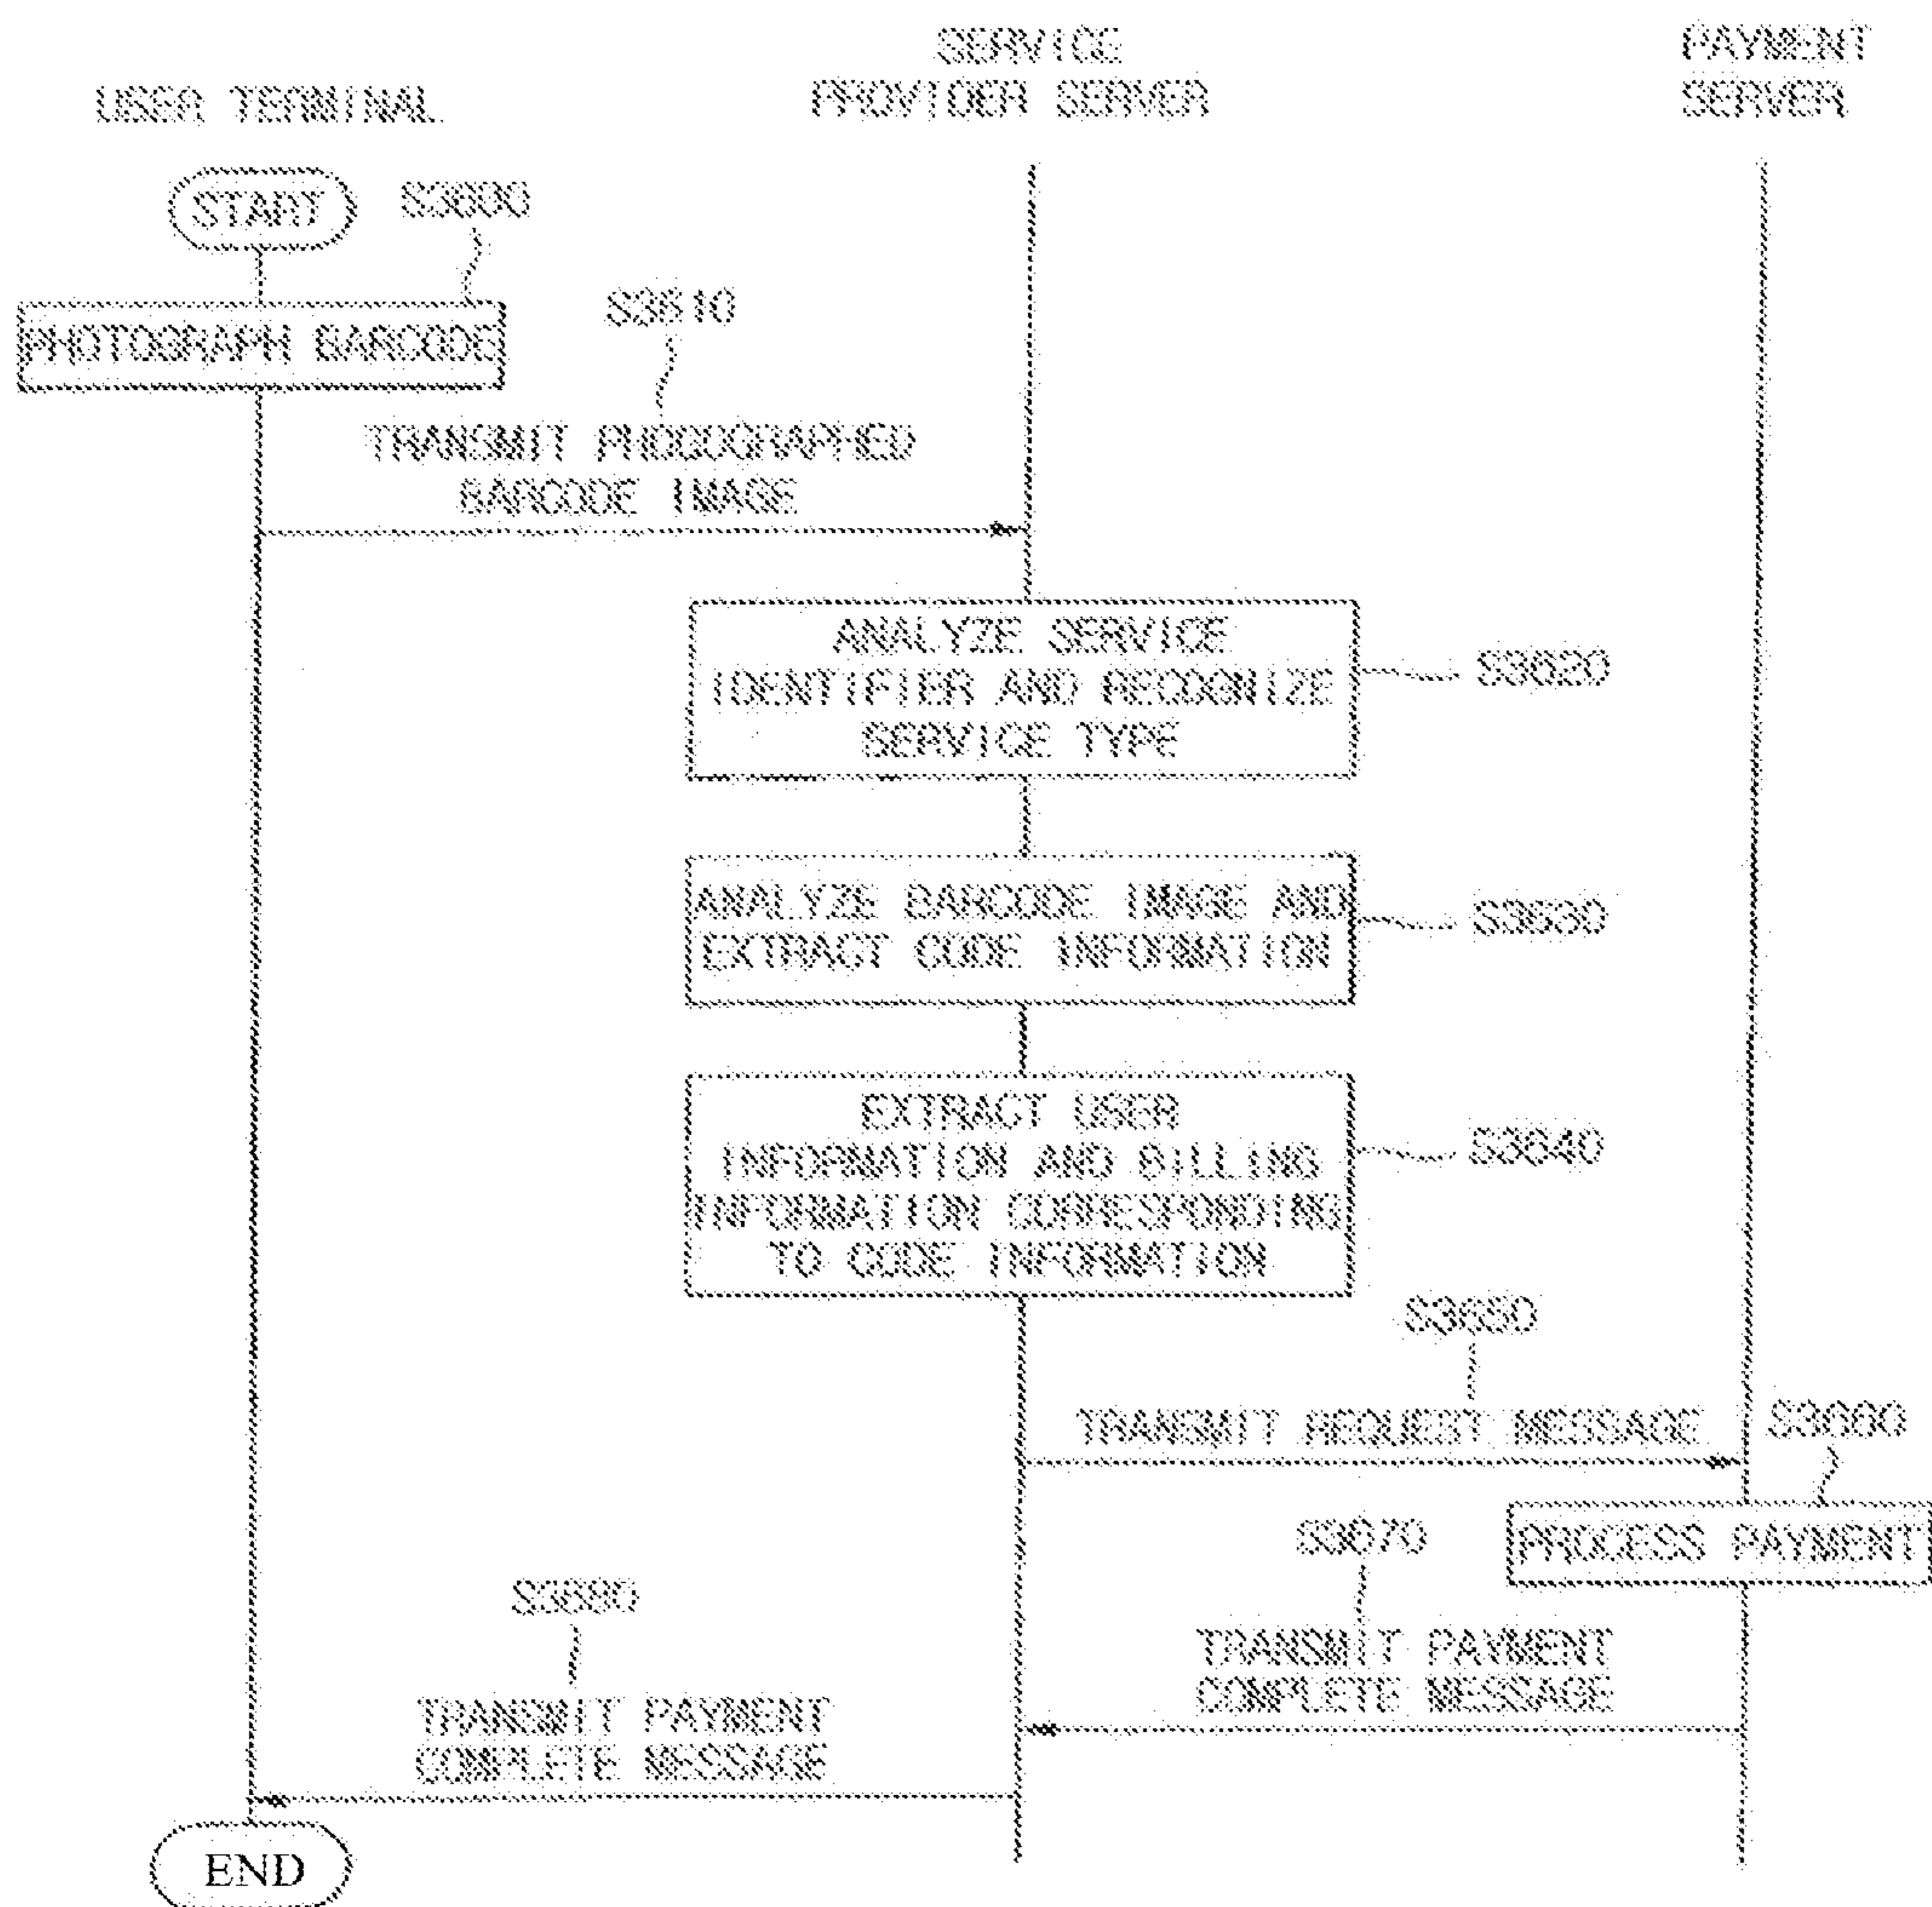 USER TERMINAL
SERVICE
PROVIDER SERVER
PAYMENT
SERVER
START
S3600
PHOTOGRAPH BARCODE
S3610
TRANSMIT PHOGOGRAPHED
BARCODE IMAGE
ANALYZE SERVICE
IDENTIFIER AND RECOGNIZE
SERVICE TYPE
S3620
ANALYZE BARCODE IMAGE AND
EXTRACT CODE INFORMATION
S3630
EXTRACT USER
INFORMATION AND BILLING
INFORMATION CORRESPONDING
TO CODE INFORMATION
S3640
S3650
TRANSMIT REQUEST MESSAGE
S3660
PROCESS PAYMENT
S3670
TRANSMIT PAYMENT
COMPLETE MESSAGE
S3680
TRANSMIT PAYMENT
COMPLETE MESSAGE
END